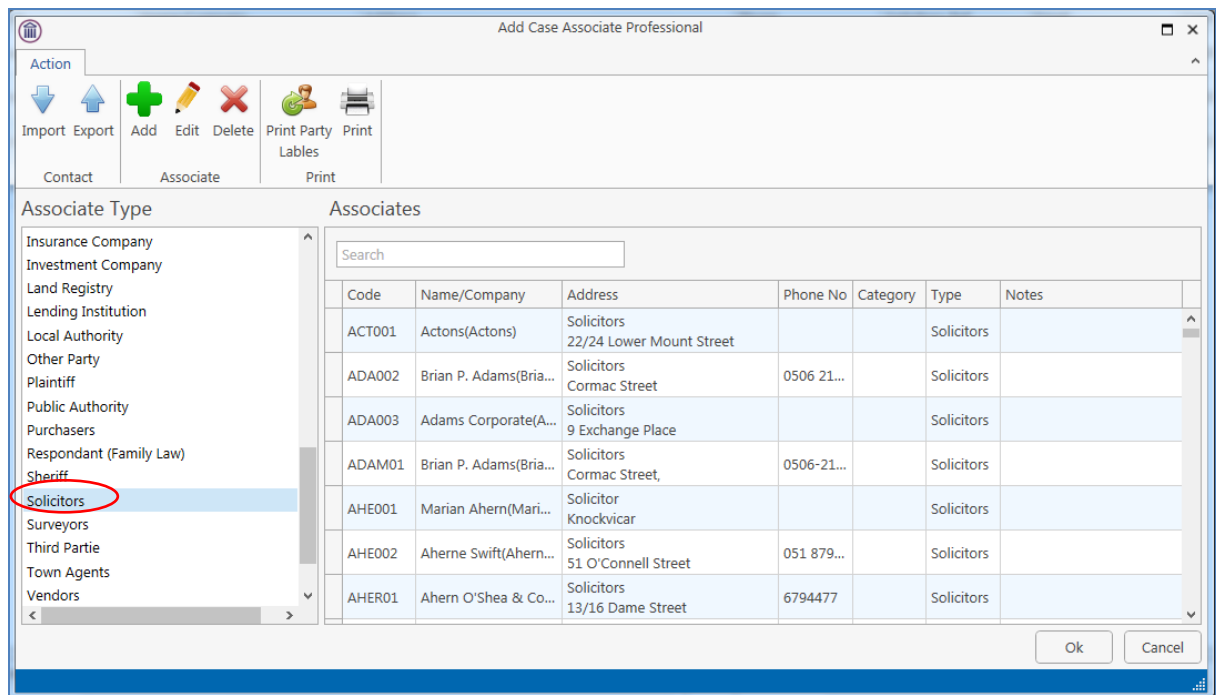 Add Case Associate Professional
Action
Import Export Add Edit Delete Print Party Print
Lables
Contact Associate Print
Associate Type
Insurance Company
Investment Company
Land Registry
Lending Institution
Local Authority
Other Party
Plaintiff
Public Authority
Purchasers
Respondant (Family Law)
Sheriff
Solicitors
Surveyors
Third Partie
Town Agents
Vendors
Associates
Search
Code Name/Company Address Phone No Category Type Notes
ACT001 Actons(Actons) Solicitors Solicitors
22/24 Lower Mount Street
ADA002 Brian P. Adams(Bria... Solicitors 0506 21... Solicitors
Cormac Street
ADA003 Adams Corporate(A... Solicitors Solicitors
9 Exchange Place
ADAM01 Brian P. Adams(Bria... Solicitors 0506-21... Solicitors
Cormac Street,
AHE001 Marian Ahern(Mari... Solicitor Solicitors
Knockvicar
AHE002 Aherne Swift(Ahern... Solicitors 051 879... Solicitors
51 O'Connell Street
AHER01 Ahern O'Shea & Co... Solicitors 6794477 Solicitors
13/16 Dame Street
Ok Cancel